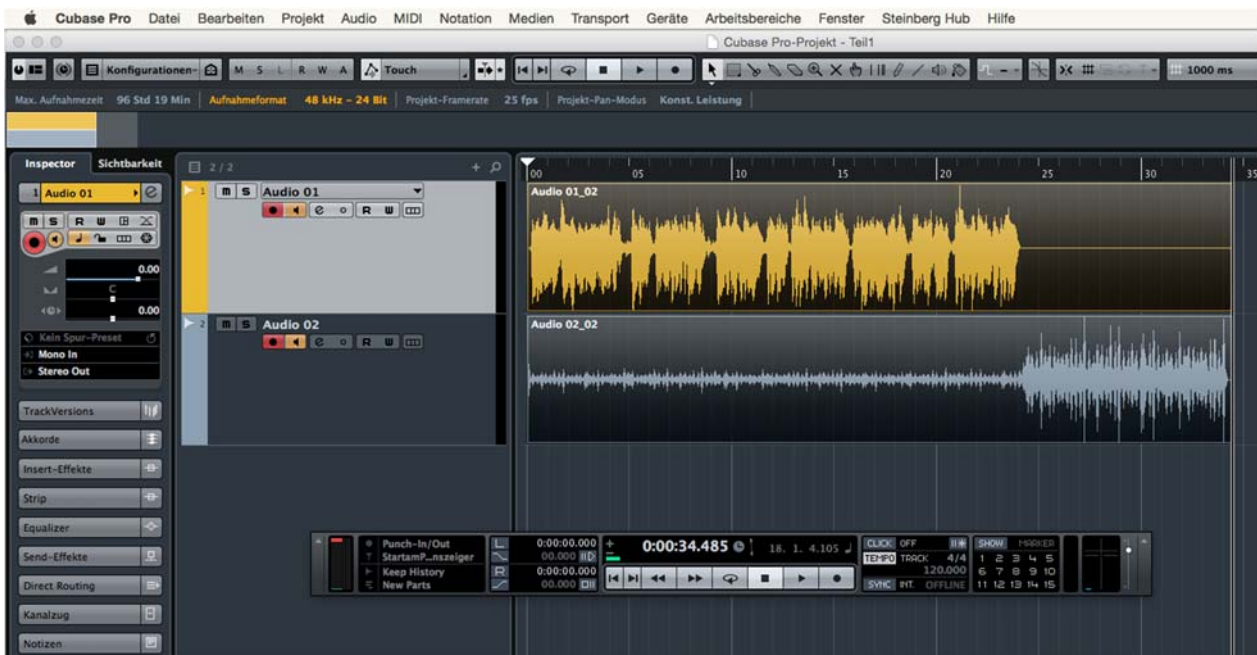 Cubase Pro Datei Bearbeiten Projekt Audio MIDI Notation Medien Transport Geräte Arbeitsbereiche Fenster Steinberg Hub Hilfe
Cubase Pro-Projekt - Teil1
Konfigurationen- M S L R W A Touch 1000 ms
Max. Aufnahmezeit 96 Std 19 Min Aufnahmeformat 48 kHz - 24 Bit Projekt-Framerate 25 fps Projekt-Pan-Modus Konst. Leistung
Inspector Sichtbarkeit 2 / 2
00 05 10 15 20 25 30 35
1 Audio 01 e
m S R W
0.00
C
0.00
Kein Spur-Preset
Mono In
Stereo Out
TrackVersions
Akkorde
Insert-Effekte
Strip
Equalizer
Send-Effekte
Direct Routing
Kanalzug
Notizen
1 m S Audio 01
e R W
2 m S Audio 02
e R W
Audio 01_02
Audio 02_02
Punch-In/Out L 0:00:00.000
StartamP...nszeiger 00.000
Keep History R 0:00:00.000
New Parts 00.000
0:00:34.485 18. 1. 4.105
CLICK OFF
TEMPO TRACK 4/4
120.000
SYNC INT. OFFLINE
SHOW MARKER
1 2 3 4 5
6 7 8 9 10
11 12 13 14 15